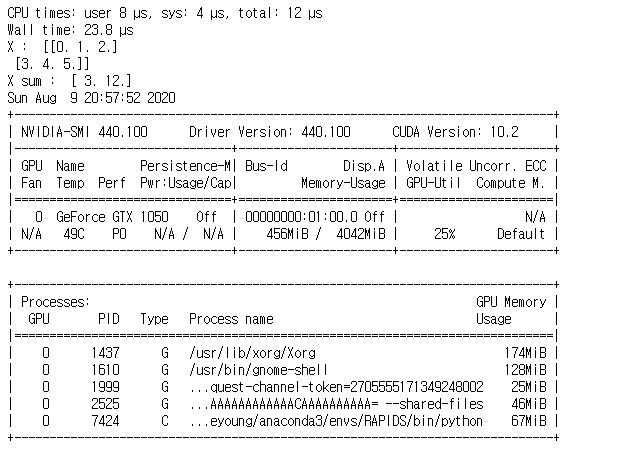 CPU times: user 8 µs, sys: 4 µs, total: 12 µs
Wall time: 23.8 µs
X :  [[0. 1. 2.]
 [3. 4. 5.]]
X sum :  [ 3. 12.]
Sun Aug  9 20:57:52 2020
+-----------------------------------------------------------------------------+
| NVIDIA-SMI 440.100      Driver Version: 440.100      CUDA Version: 10.2     |
|-------------------------------+----------------------+----------------------+
| GPU  Name        Persistence-M| Bus-Id        Disp.A | Volatile Uncorr. ECC |
| Fan  Temp  Perf  Pwr:Usage/Cap|         Memory-Usage | GPU-Util  Compute M. |
|===============================+======================+======================|
|   0  GeForce GTX 1050    Off  | 00000000:01:00.0 Off |                  N/A |
| N/A   49C    P0    N/A /  N/A |    456MiB /  4042MiB |     25%      Default |
+-------------------------------+----------------------+----------------------+
+-----------------------------------------------------------------------------+
| Processes:                                                       GPU Memory |
|  GPU       PID   Type   Process name                             Usage      |
|=============================================================================|
|    0      1437      G   /usr/lib/xorg/Xorg                           174MiB |
|    0      1610      G   /usr/bin/gnome-shell                         128MiB |
|    0      1999      G   ...quest-channel-token=2705555171349248002    25MiB |
|    0      2525      G   ...AAAAAAAAAAAACAAAAAAAAAA= --shared-files    46MiB |
|    0      7424      C   ...eyoung/anaconda3/envs/RAPIDS/bin/python    67MiB |
+-----------------------------------------------------------------------------+